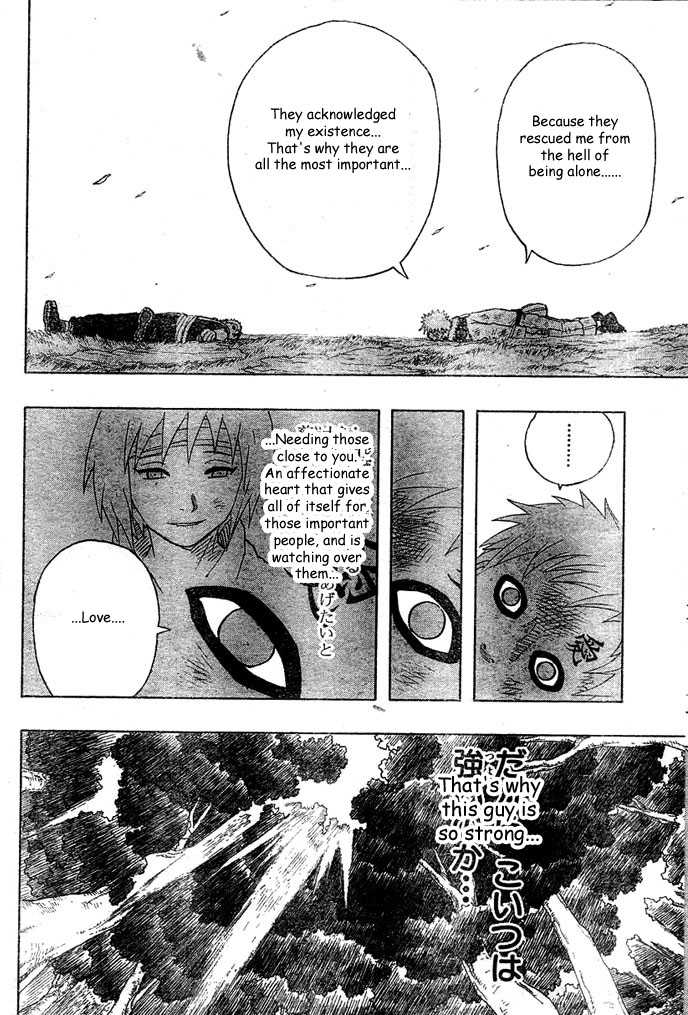 Because they
rescued me from
the hell of
being alone......
They acknowledged
my existence...
That's why they are
all the most important...
.........
愛
...Needing those
close to you.
An affectionate
heart that gives
all of itself for
those important
people, and is
watching over
them...
あげたいと
...Love....
That's why
this guy is
so strong...
こいつは
強
か…